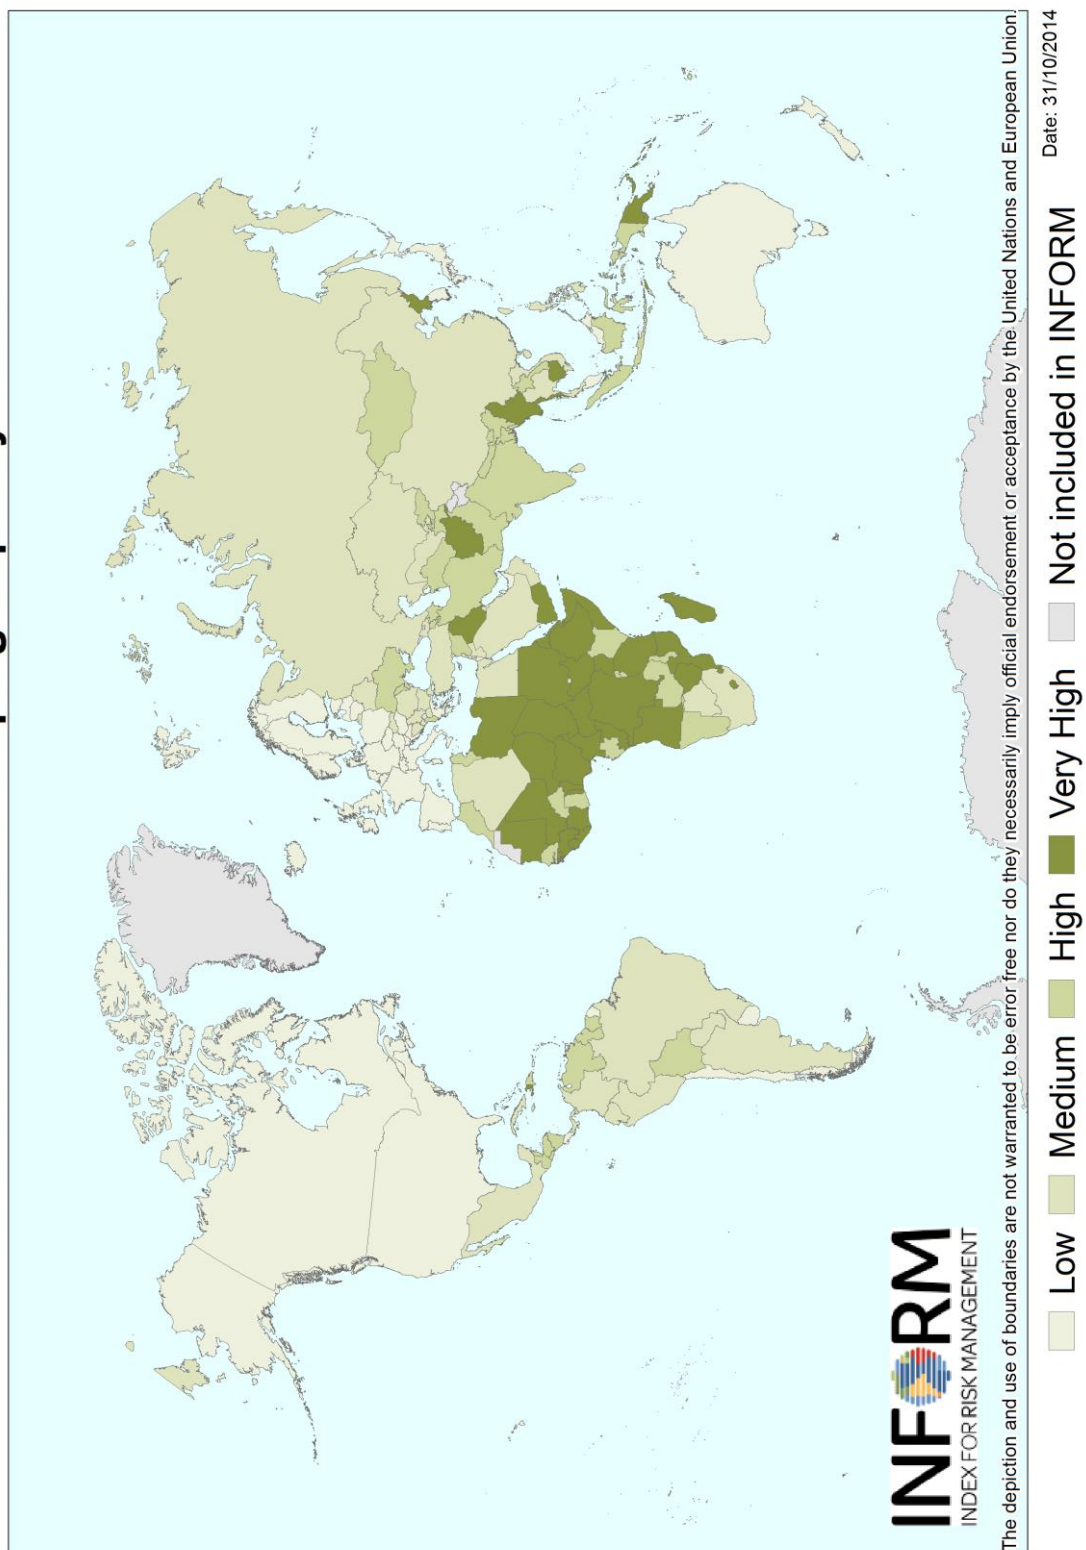 INFORM
INDEX FOR RISK MANAGEMENT
The depiction and use of boundaries are not warranted to be error free nor do they necessarily imply official endorsement or acceptance by the United Nations and European Union.
Low Medium High Very High Not included in INFORM
Date: 31/10/2014